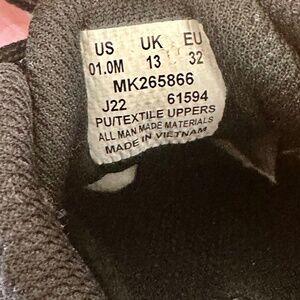 US UK EU
01.0M 13 32
MK265866
J22 61594
PU/TEXTILE UPPERS
ALL MAN MADE MATERIALS
MADE IN VIETNAM